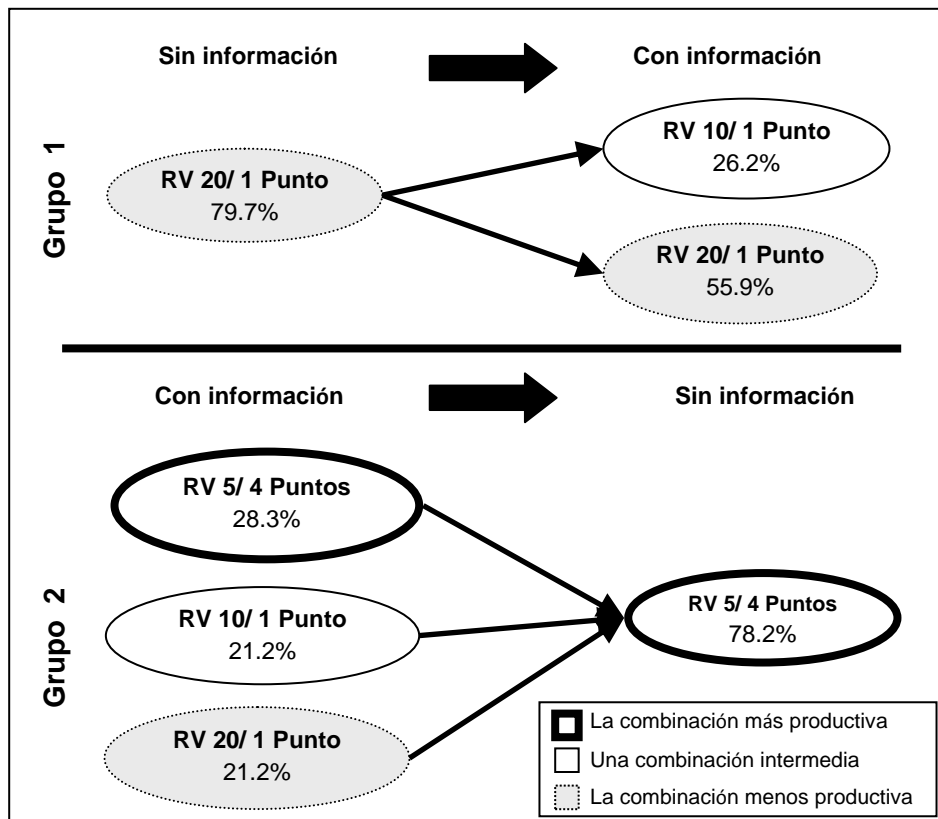 Sin información
Con información
Grupo 1
RV 20/ 1 Punto
79.7%
RV 10/ 1 Punto
26.2%
RV 20/ 1 Punto
55.9%
Con información
Sin información
Grupo 2
RV 5/ 4 Puntos
28.3%
RV 10/ 1 Punto
21.2%
RV 20/ 1 Punto
21.2%
RV 5/ 4 Puntos
78.2%
La combinación más productiva
Una combinación intermedia
La combinación menos productiva